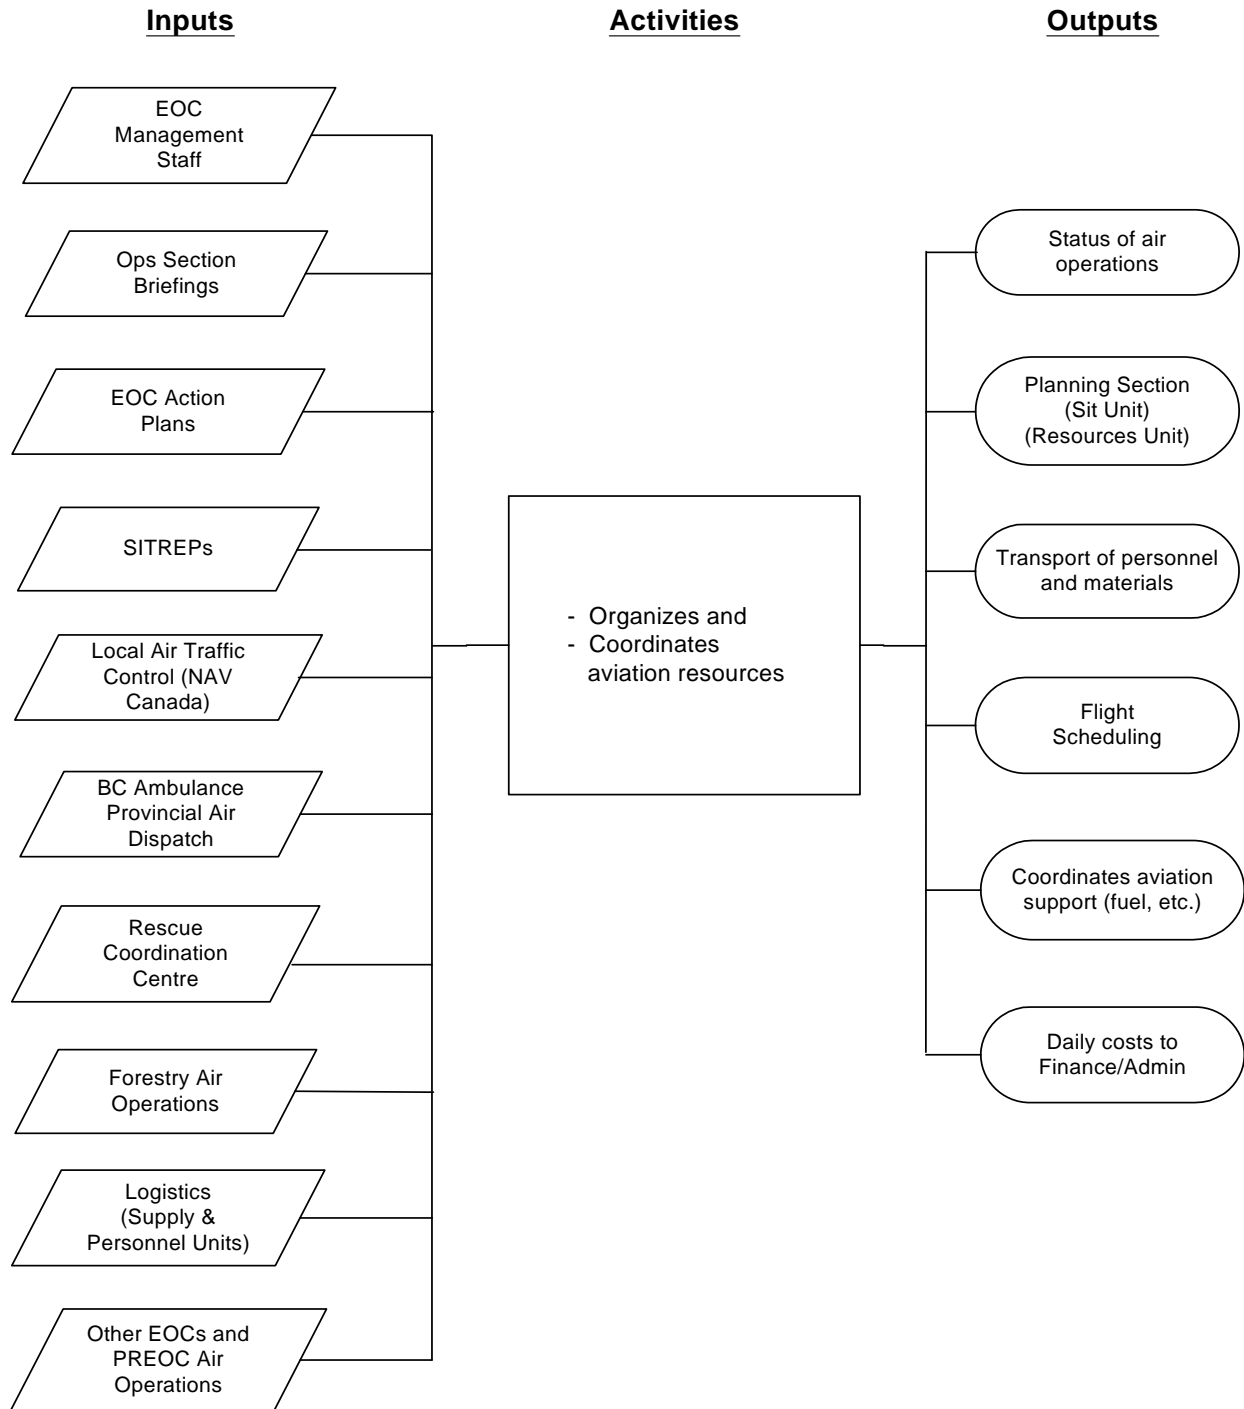 Inputs
Activities
Outputs
EOC
Management
Staff
Ops Section
Briefings
EOC Action
Plans
SITREPs
Local Air Traffic
Control (NAV
Canada)
BC Ambulance
Provincial Air
Dispatch
Rescue
Coordination
Centre
Forestry Air
Operations
Logistics
(Supply &
Personnel Units)
Other EOCs and
PREOC Air
Operations
- Organizes and
- Coordinates
aviation resources
Status of air
operations
Planning Section
(Sit Unit)
(Resources Unit)
Transport of personnel
and materials
Flight
Scheduling
Coordinates aviation
support (fuel, etc.)
Daily costs to
Finance/Admin